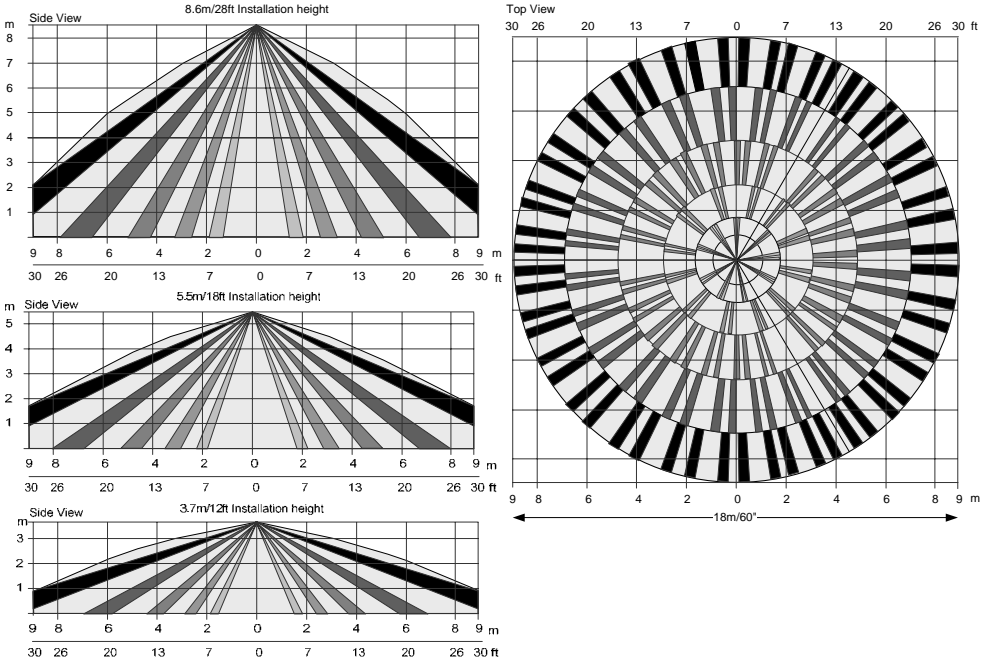 8.6m/28ft Installation height
m Side View
8
7
6
5
4
3
2
1
9 8 6 4 2 0 2 4 6 8 9 m
30 26 20 13 7 0 7 13 20 26 30 ft
5.5m/18ft Installation height
m Side View
5
4
3
2
1
9 8 6 4 2 0 2 4 6 8 9 m
30 26 20 13 7 0 7 13 20 26 30 ft
3.7m/12ft Installation height
Side View
m
3
2
1
9 8 6 4 2 0 2 4 6 8 9 m
30 26 20 13 7 0 7 13 20 26 30 ft
Top View
30 26 20 13 7 0 7 13 20 26 30 ft
9 8 6 4 2 0 2 4 6 8 9 m
18m/60"